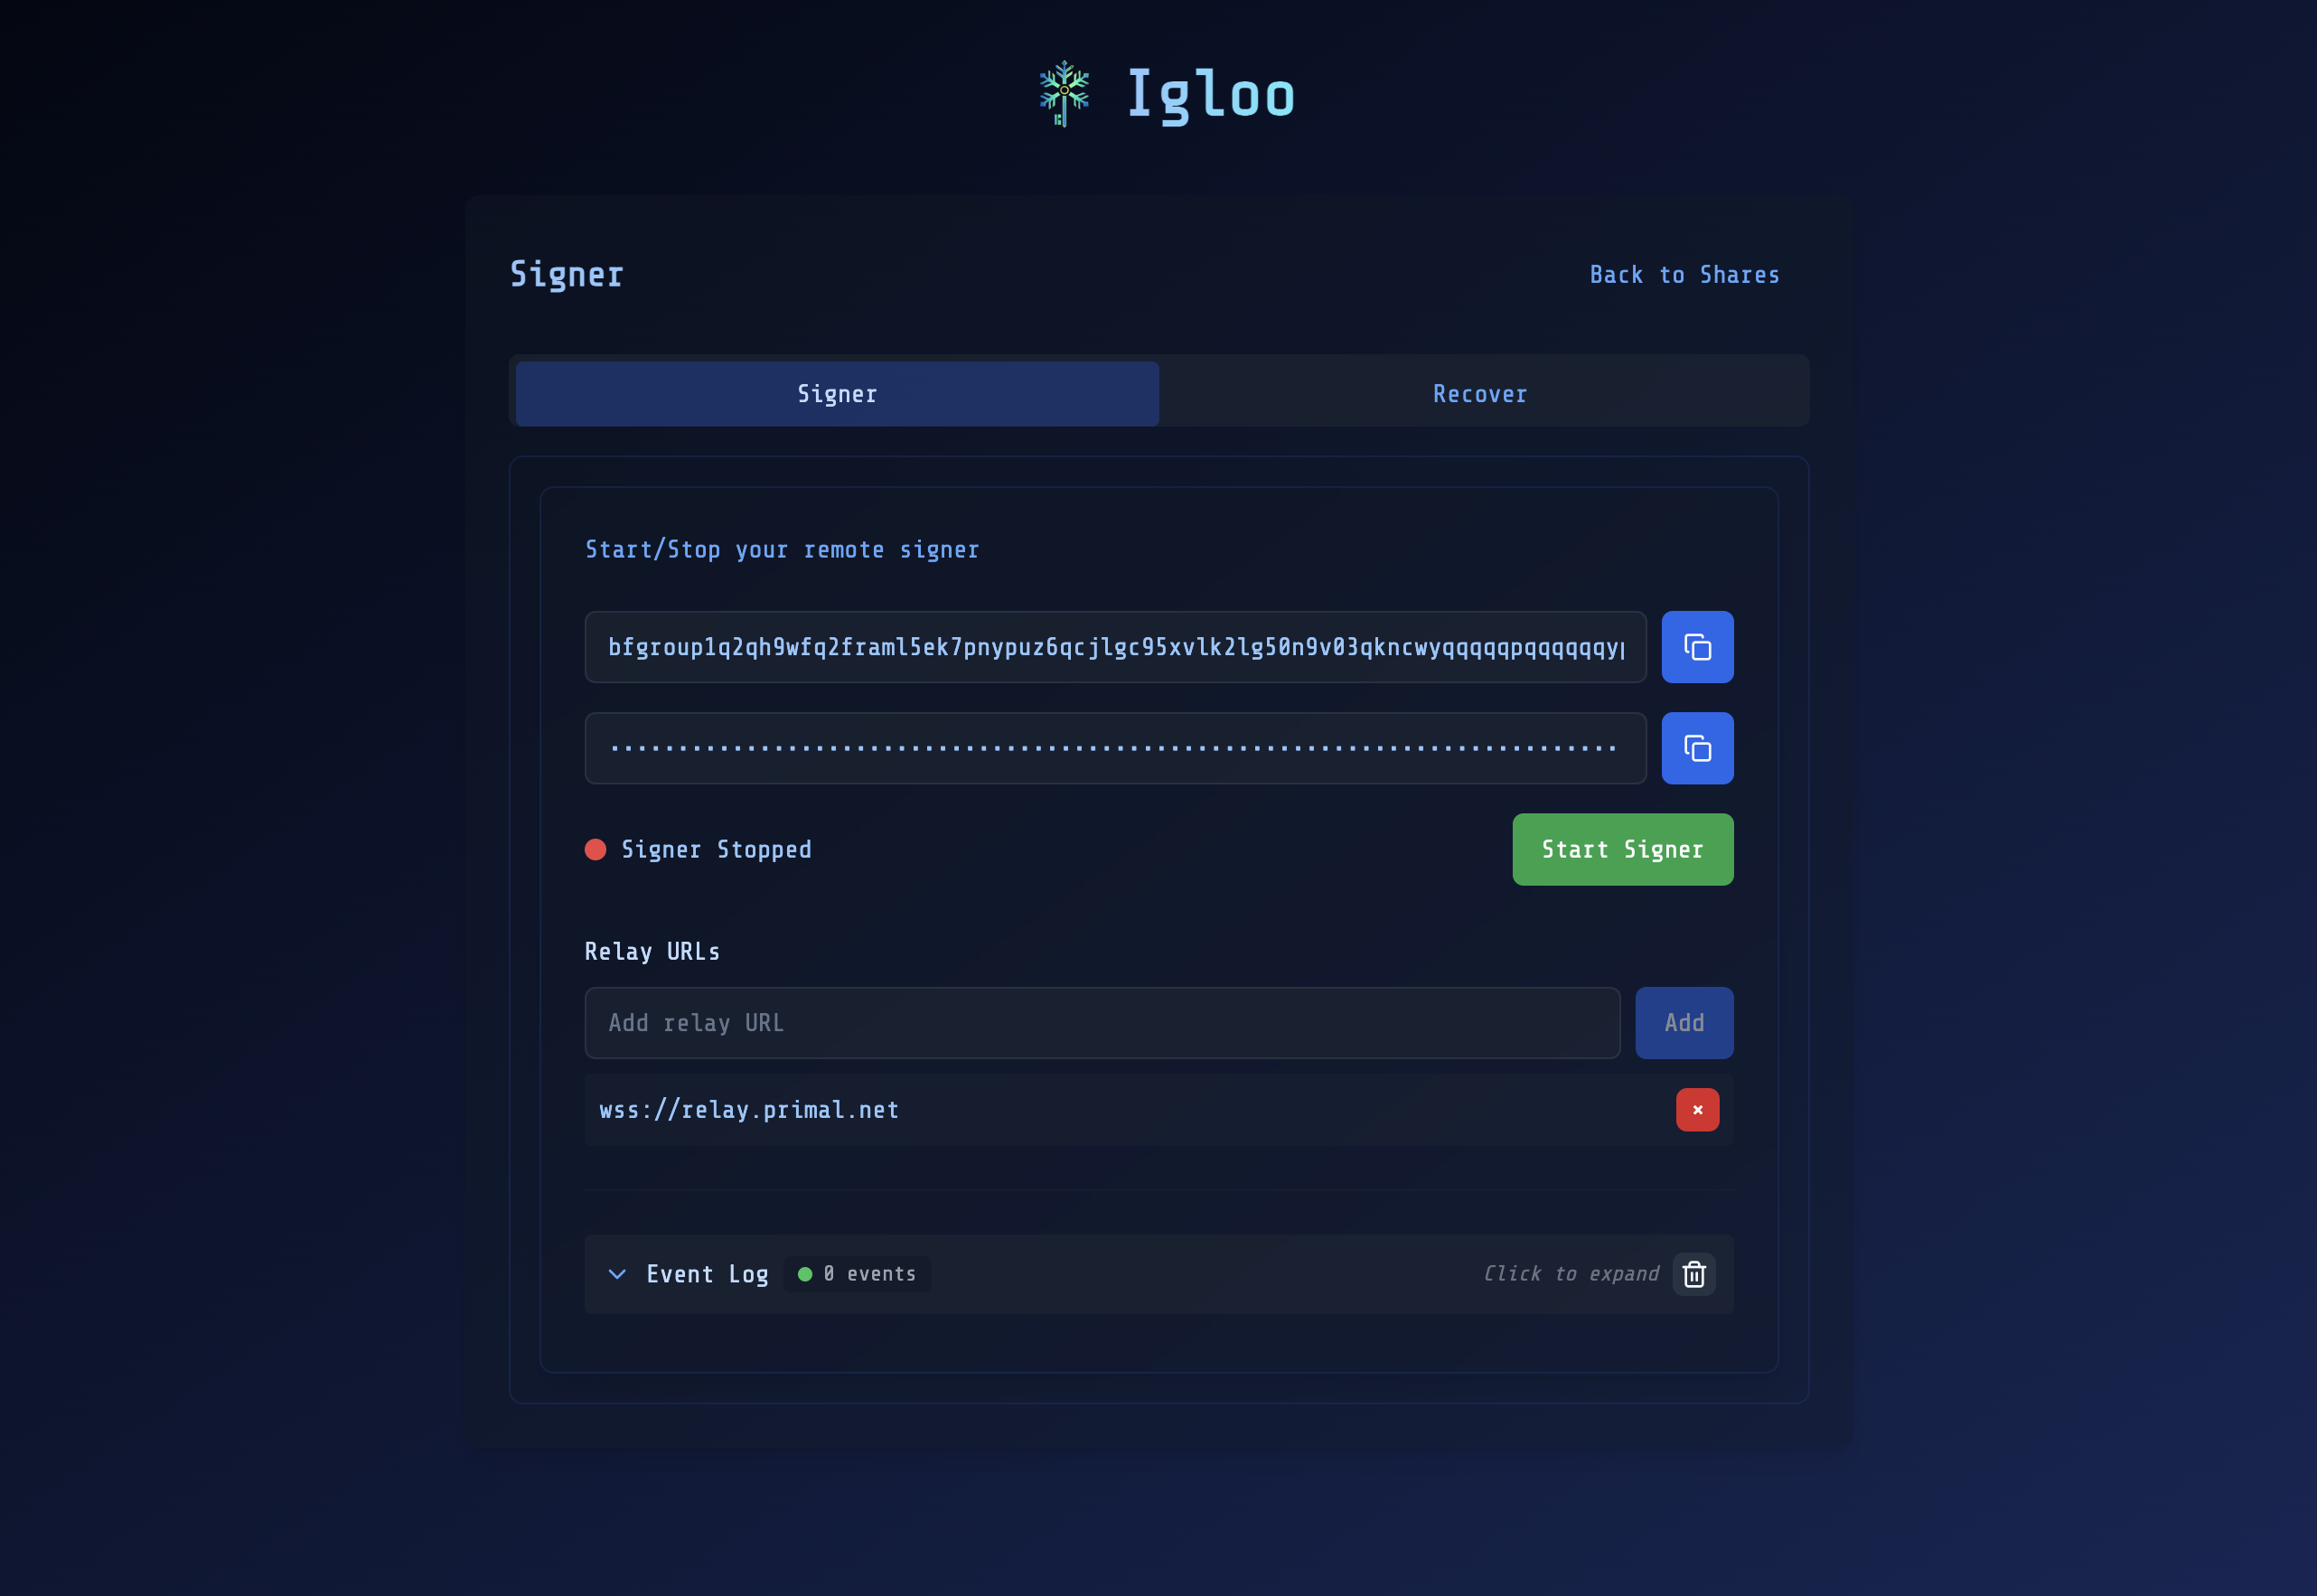 Igloo
Signer
Back to Shares
Signer
Recover
Start/Stop your remote signer
bfgroup1q2qh9wfq2framl5ek7pnypuz6qcjlgc95xvlk2lg50n9v03qkncwyqqqqqpqqqqqqy
Signer Stopped
Start Signer
Relay URLs
Add relay URL
Add
wss://relay.primal.net
Event Log
0 events
Click to expand